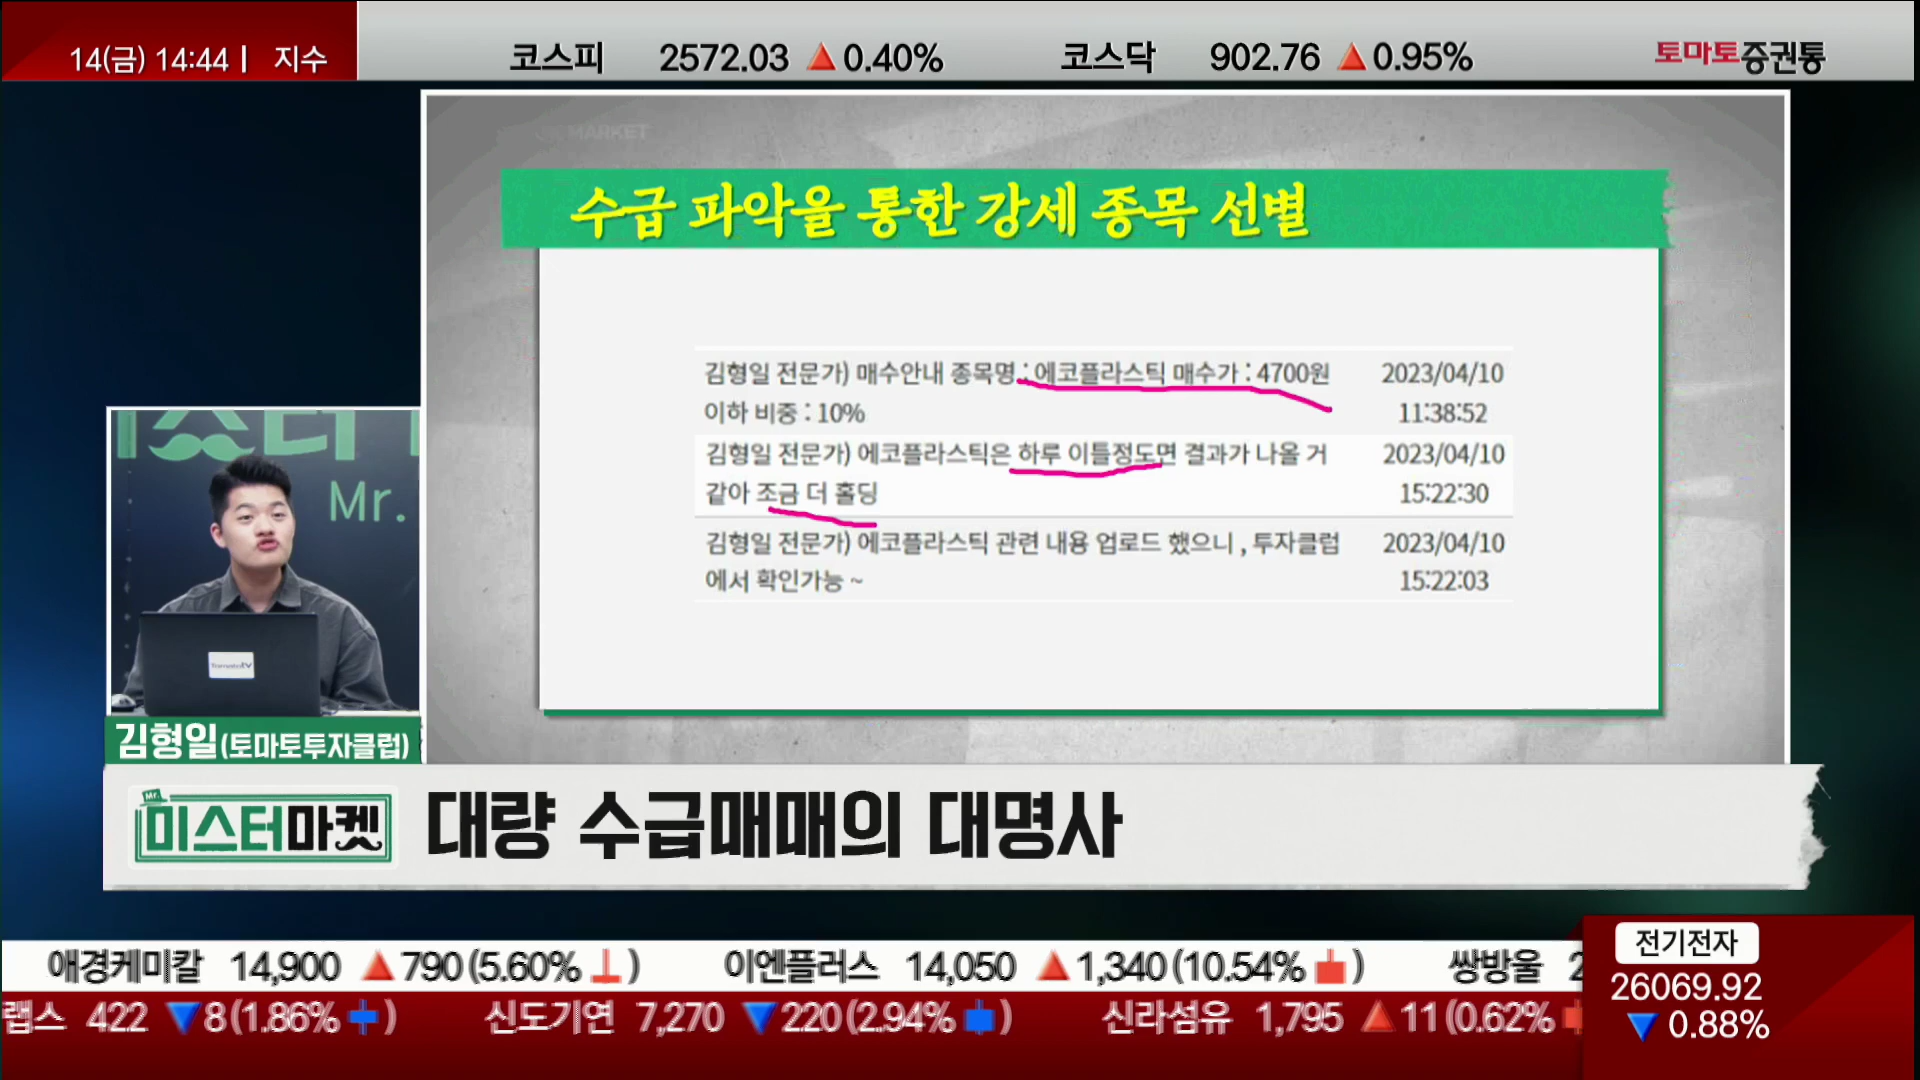 14(금) 14:44 | 지수 코스피 2572.03 ▲0.40% 코스닥 902.76 ▲0.95% 토마토증권통
MARKET
수급 파악을 통한 강세 종목 선별
김형일 전문가) 매수안내 종목명 : 에코플라스틱 매수가 : 4700원 2023/04/10
이하 비중 : 10% 11:38:52
김형일 전문가) 에코플라스틱은 하루 이틀정도면 결과가 나올 거 2023/04/10
같아 조금 더 홀딩 15:22:30
김형일 전문가) 에코플라스틱 관련 내용 업로드 했으니 , 투자클럽 2023/04/10
에서 확인가능 ~ 15:22:03
미스터
Mr.
TomatoTV
김형일(토마토투자클럽)
Mr.
미스터마켓 대량 수급매매의 대명사
애경케미칼 14,900 ▲790(5.60%) 이엔플러스 14,050 ▲1,340(10.54%) 쌍방울
랩스 422 ▼8(1.86%) 신도기연 7,270 ▼220(2.94%) 신라섬유 1,795 ▲11(0.62%
전기전자
26069.92
▼0.88%